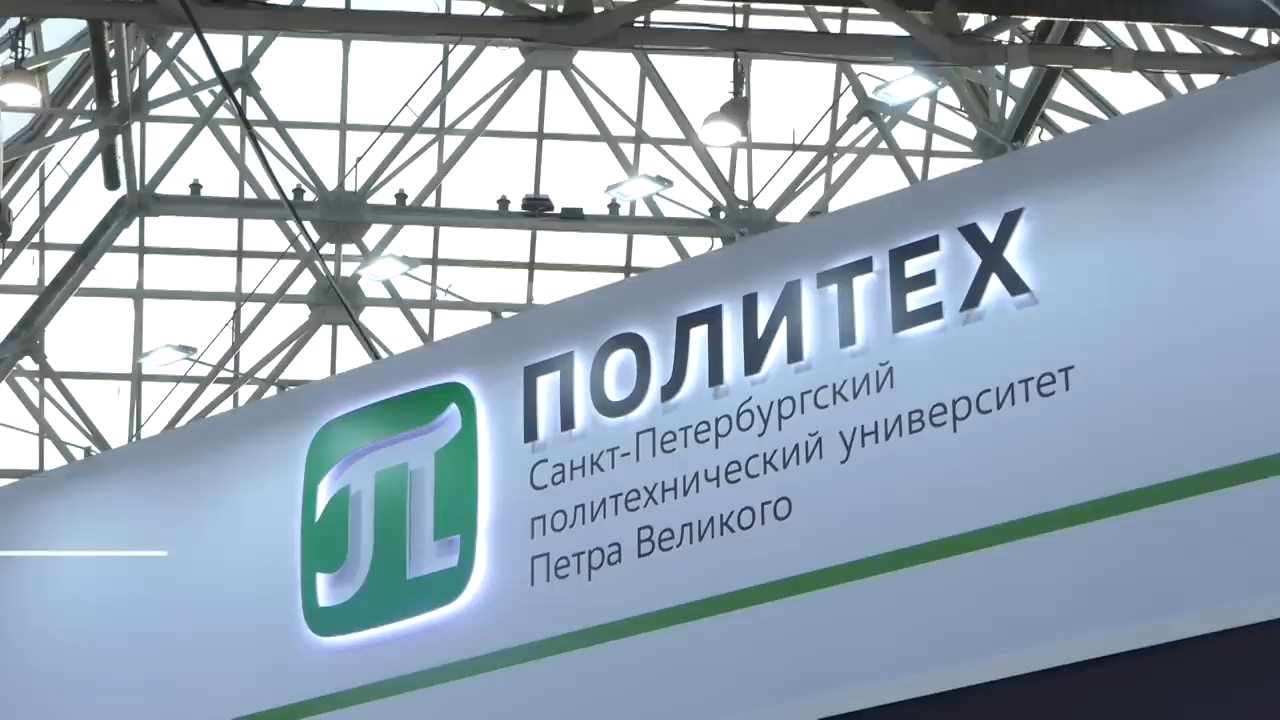 ПОЛИТЕХ
Санкт-Петербургский
политехнический университет
Петра Великого